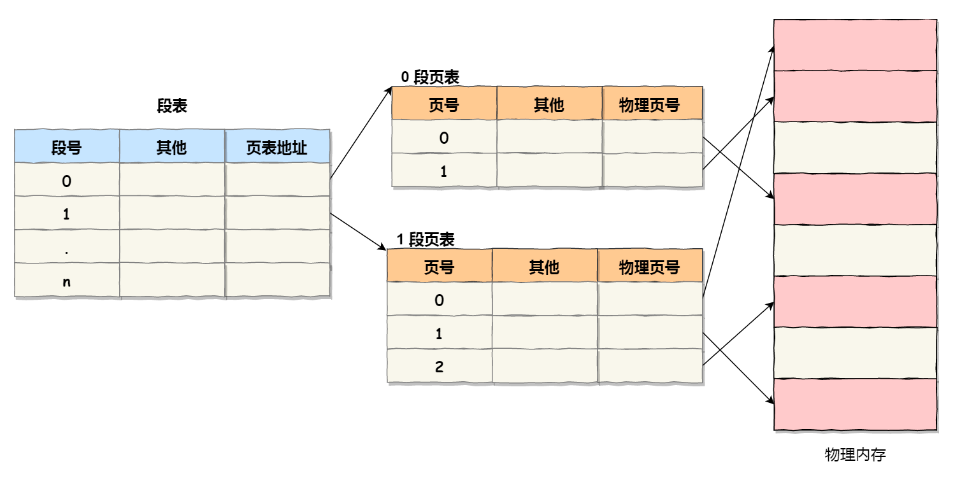 段表
段号 其他 页表地址
0
1
.
n
0 段页表
页号 其他 物理页号
0
1
1 段页表
页号 其他 物理页号
0
1
2
物理内存